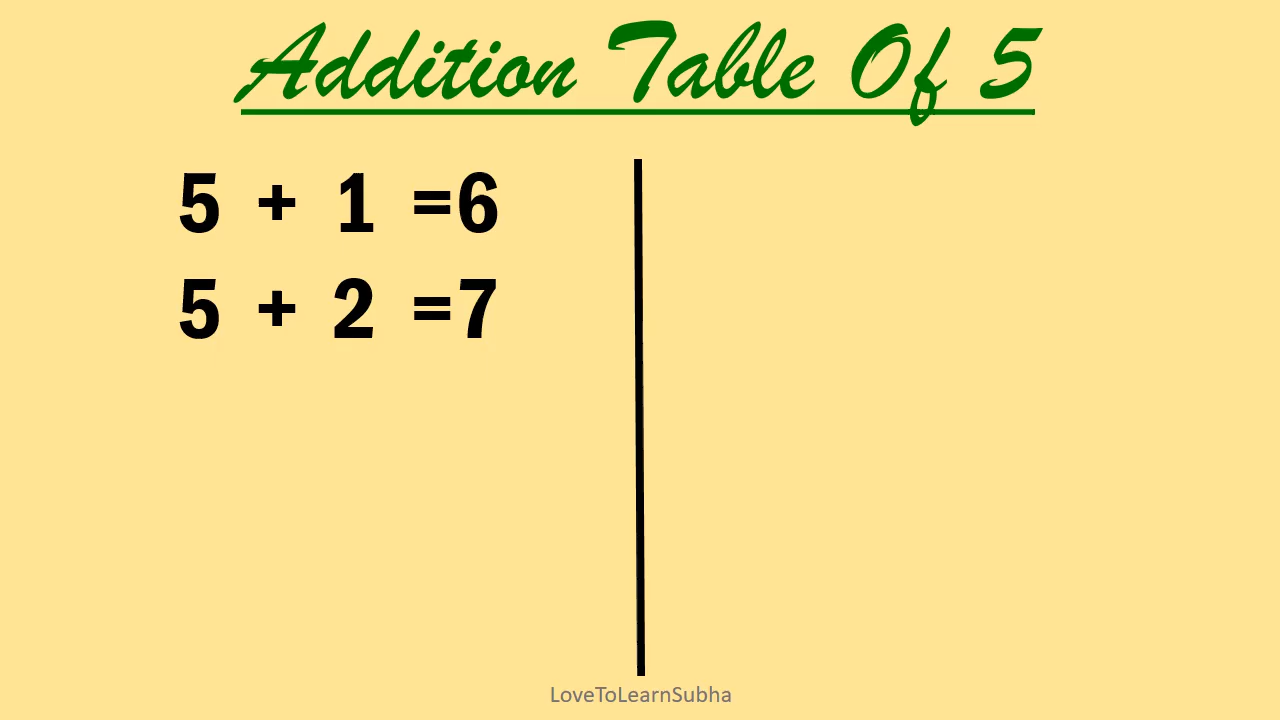 Addition Table Of 5
5 + 1 =6
5 + 2 =7
LoveToLearnSubha